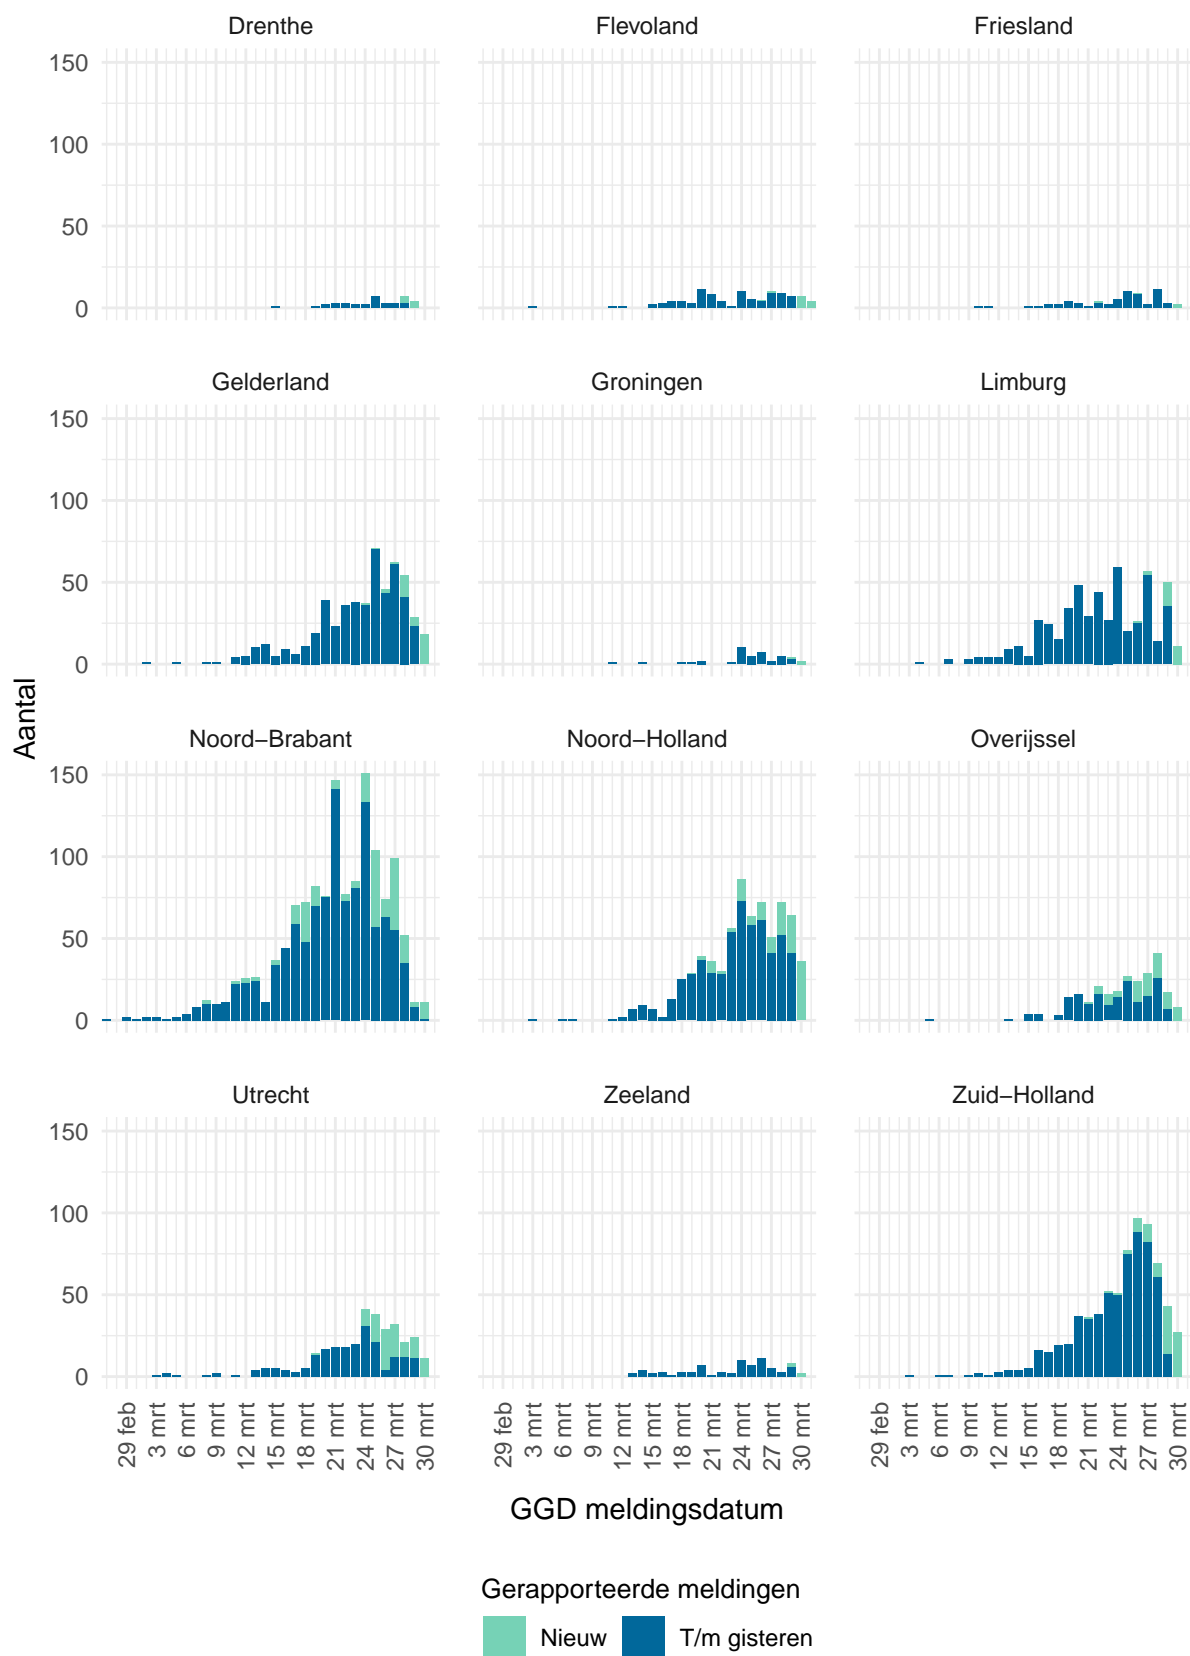 Drenthe Flevoland Friesland
150
100
50
0
Gelderland Groningen Limburg
150
100
50
0
Aantal
Noord−Brabant Noord−Holland Overijssel
150
100
50
0
Utrecht Zeeland Zuid−Holland
150
100
50
0
29 feb 3 mrt 6 mrt 9 mrt 12 mrt 15 mrt 18 mrt 21 mrt 24 mrt 27 mrt 30 mrt 29 feb 3 mrt 6 mrt 9 mrt 12 mrt 15 mrt 18 mrt 21 mrt 24 mrt 27 mrt 30 mrt 29 feb 3 mrt 6 mrt 9 mrt 12 mrt 15 mrt 18 mrt 21 mrt 24 mrt 27 mrt 30 mrt
GGD meldingsdatum
Gerapporteerde meldingen
Nieuw T/m gisteren